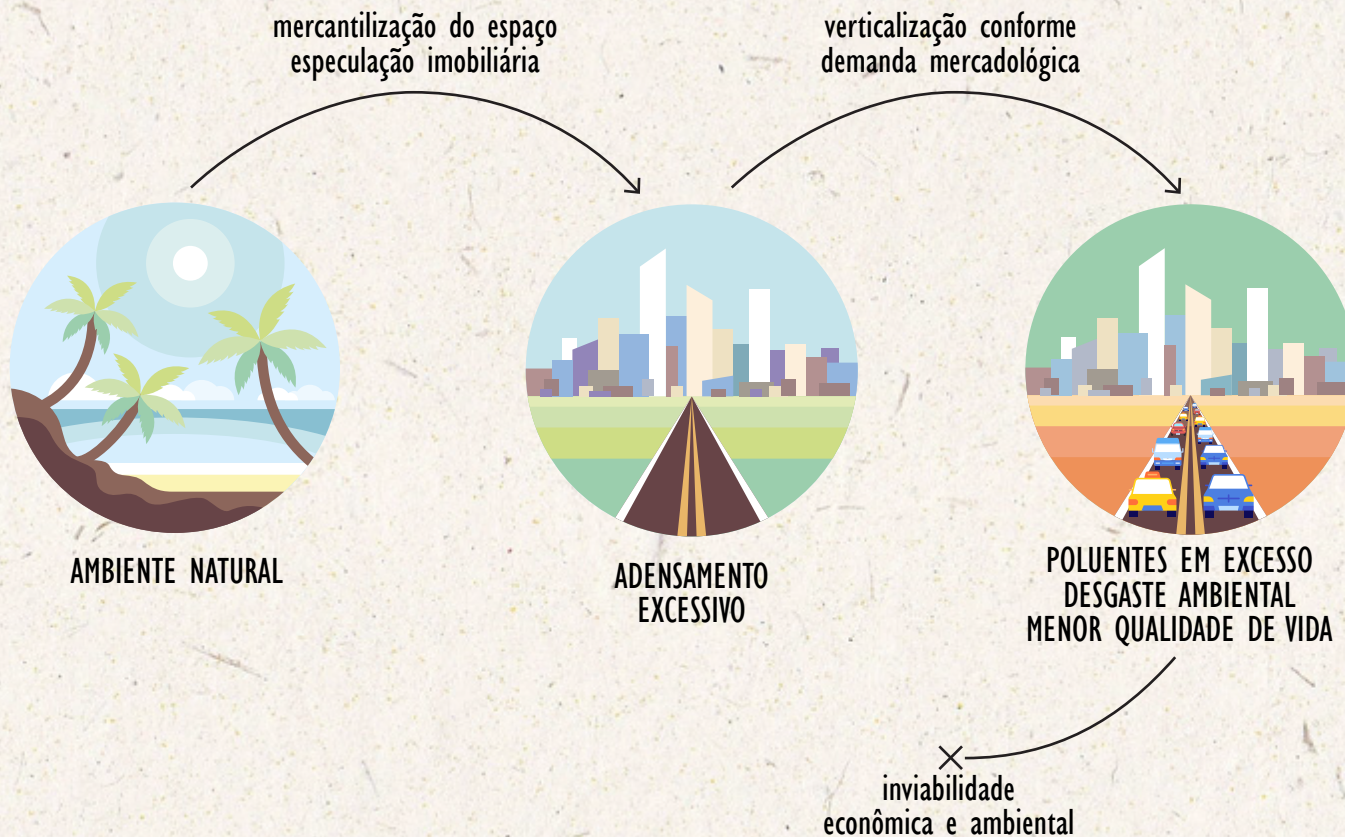 mercantilização do espaço
especulação imobiliária
verticalização conforme
demanda mercadológica
AMBIENTE NATURAL
ADENSAMENTO
EXCESSIVO
POLUENTES EM EXCESSO
DESGASTE AMBIENTAL
MENOR QUALIDADE DE VIDA
inviabilidade
econômica e ambiental